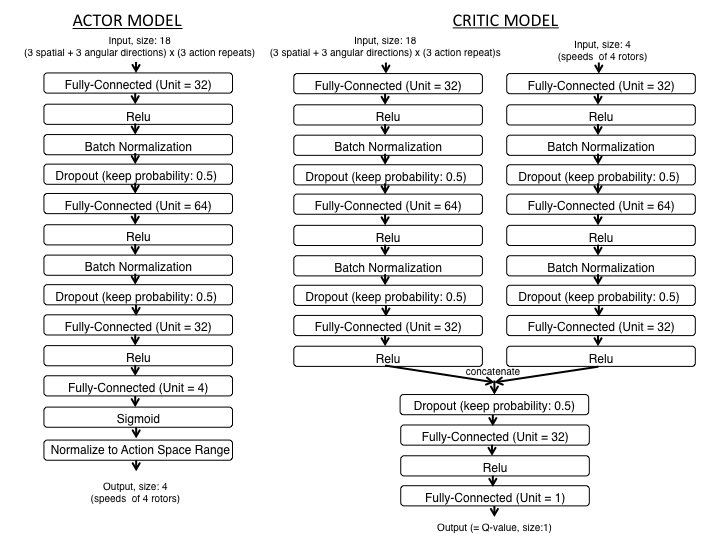 ACTOR MODEL
Input, size: 18
(3 spatial + 3 angular directions) x (3 action repeats)
Fully-Connected (Unit = 32)
Relu
Batch Normalization
Dropout (keep probability: 0.5)
Fully-Connected (Unit = 64)
Relu
Batch Normalization
Dropout (keep probability: 0.5)
Fully-Connected (Unit = 32)
Relu
Fully-Connected (Unit = 4)
Sigmoid
Normalize to Action Space Range
Output, size: 4
(speeds of 4 rotors)
CRITIC MODEL
Input, size: 18
(3 spatial + 3 angular directions) x (3 action repeats)
Fully-Connected (Unit = 32)
Relu
Batch Normalization
Dropout (keep probability: 0.5)
Fully-Connected (Unit = 64)
Relu
Batch Normalization
Dropout (keep probability: 0.5)
Fully-Connected (Unit = 32)
Relu
Input, size: 4
(speeds of 4 rotors)
Fully-Connected (Unit = 32)
Relu
Batch Normalization
Dropout (keep probability: 0.5)
Fully-Connected (Unit = 64)
Relu
Batch Normalization
Dropout (keep probability: 0.5)
Fully-Connected (Unit = 32)
Relu
concatenate
Dropout (keep probability: 0.5)
Fully-Connected (Unit = 32)
Relu
Fully-Connected (Unit = 1)
Output (= Q-value, size:1)